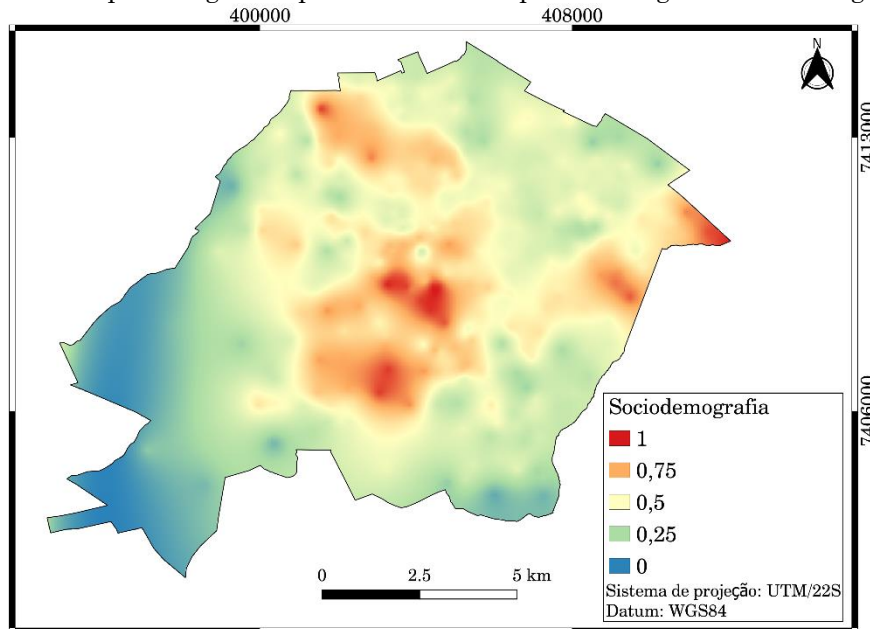 400000 408000
N
7413000
7406000
Sociodemografia
1
0,75
0,5
0,25
0
0 2.5 5 km
Sistema de projeção: UTM/22S
Datum: WGS84